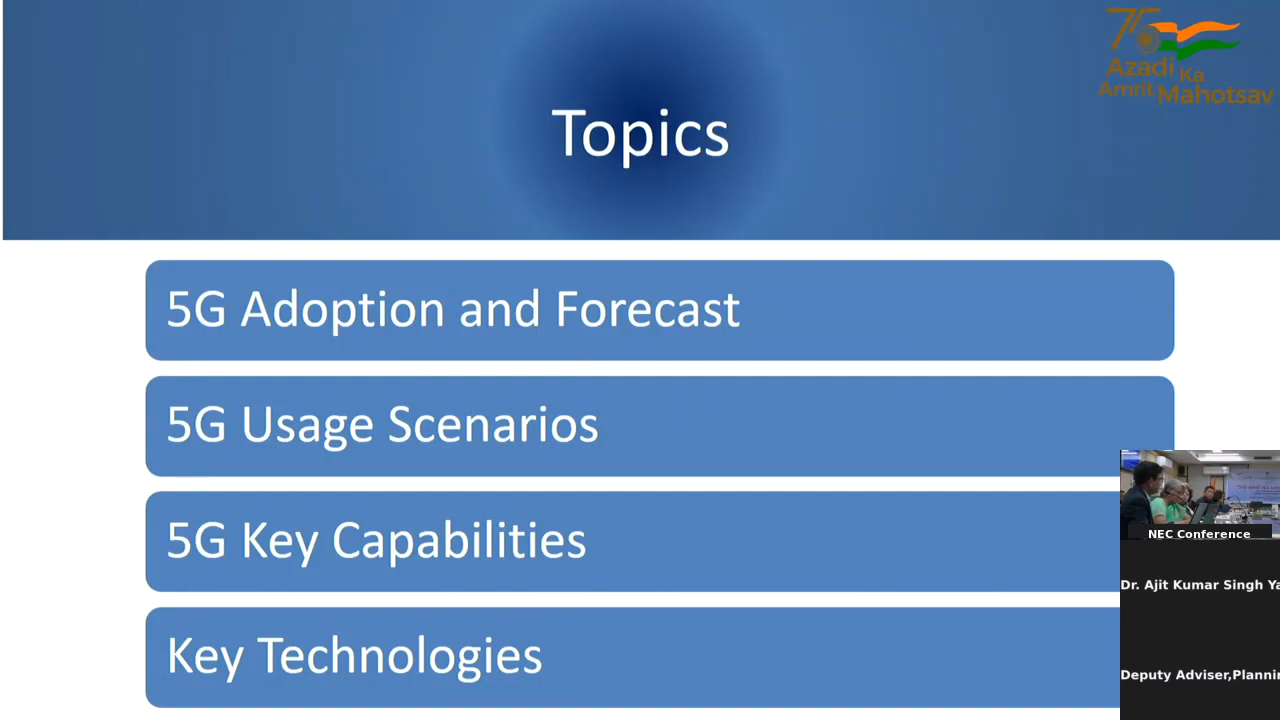 75
Azadi Ka
Amrit Mahotsav
Topics
5G Adoption and Forecast
5G Usage Scenarios
5G Key Capabilities
Key Technologies
NEC Conference
Dr. Ajit Kumar Singh
Deputy Adviser,